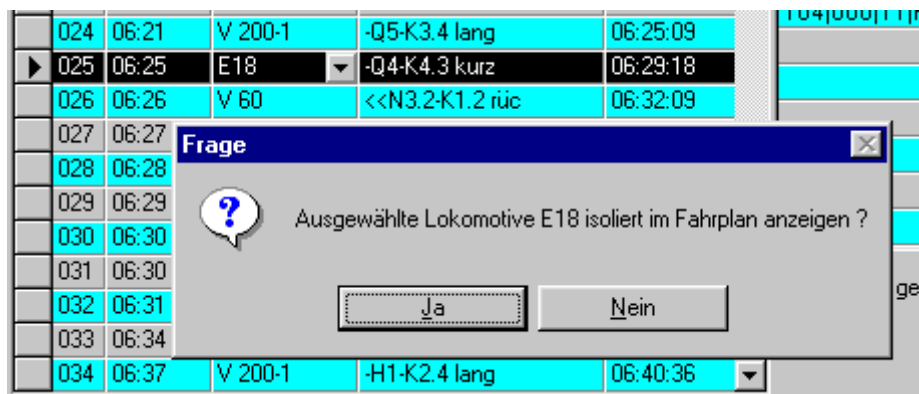 024 06:21 V 200-1 -Q5-K3.4 lang 06:25:09
025 06:25 E18 -Q4-K4.3 kurz 06:29:18
026 06:26 V 60 <<N3.2-K1.2 rüc 06:32:09
027 06:27
Frage
028 06:28
029 06:29
Ausgewählte Lokomotive E18 isoliert im Fahrplan anzeigen ?
030 06:30
031 06:30
ge
032 06:31
Ja Nein
033 06:34
034 06:37 V 200-1 -H1-K2.4 lang 06:40:36